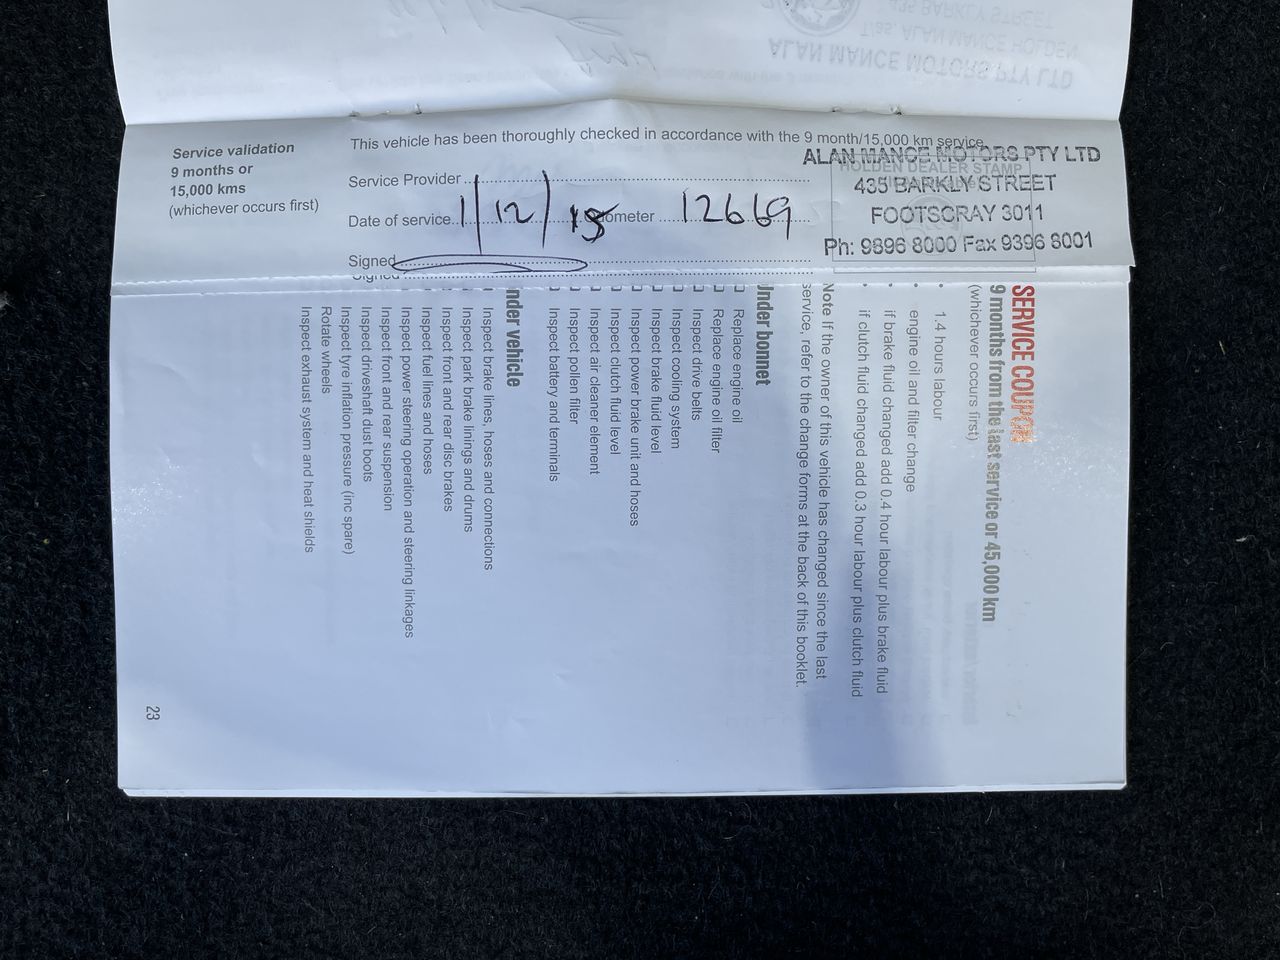 Service validation
9 months or
15,000 kms
(whichever occurs first)
This vehicle has been thoroughly checked in accordance with the 9 month/15,000 km service.
Service Provider
Date of service 1/12/15 ometer 12669
Signed
Signed
ALAN MANCE MOTORS PTY LTD
HOLDEN DEALER STAMP
435 BARKLY STREET
FOOTSCRAY 3011
Ph: 9896 8000 Fax 9396 8001
SERVICE COUPON
9 months from the last service or 45,000 km
(whichever occurs first)
• 1.4 hours labour
• engine oil and filter change
• if brake fluid changed add 0.4 hour labour plus brake fluid
• if clutch fluid changed add 0.3 hour labour plus clutch fluid
Note If the owner of this vehicle has changed since the last
service, refer to the change forms at the back of this booklet.
Under bonnet
Replace engine oil
Replace engine oil filter
Inspect drive belts
Inspect cooling system
Inspect brake fluid level
Inspect power brake unit and hoses
Inspect clutch fluid level
Inspect air cleaner element
Inspect pollen filter
Inspect battery and terminals
nder vehicle
Inspect brake lines, hoses and connections
Inspect park brake linings and drums
Inspect front and rear disc brakes
Inspect fuel lines and hoses
Inspect power steering operation and steering linkages
Inspect front and rear suspension
Inspect driveshaft dust boots
Inspect tyre inflation pressure (inc spare)
Rotate wheels
Inspect exhaust system and heat shields
23
ALAN MANCE MOTORS PTY LTD
T/as: ALAN MANCE HOLDEN
435 BARKLY STREET